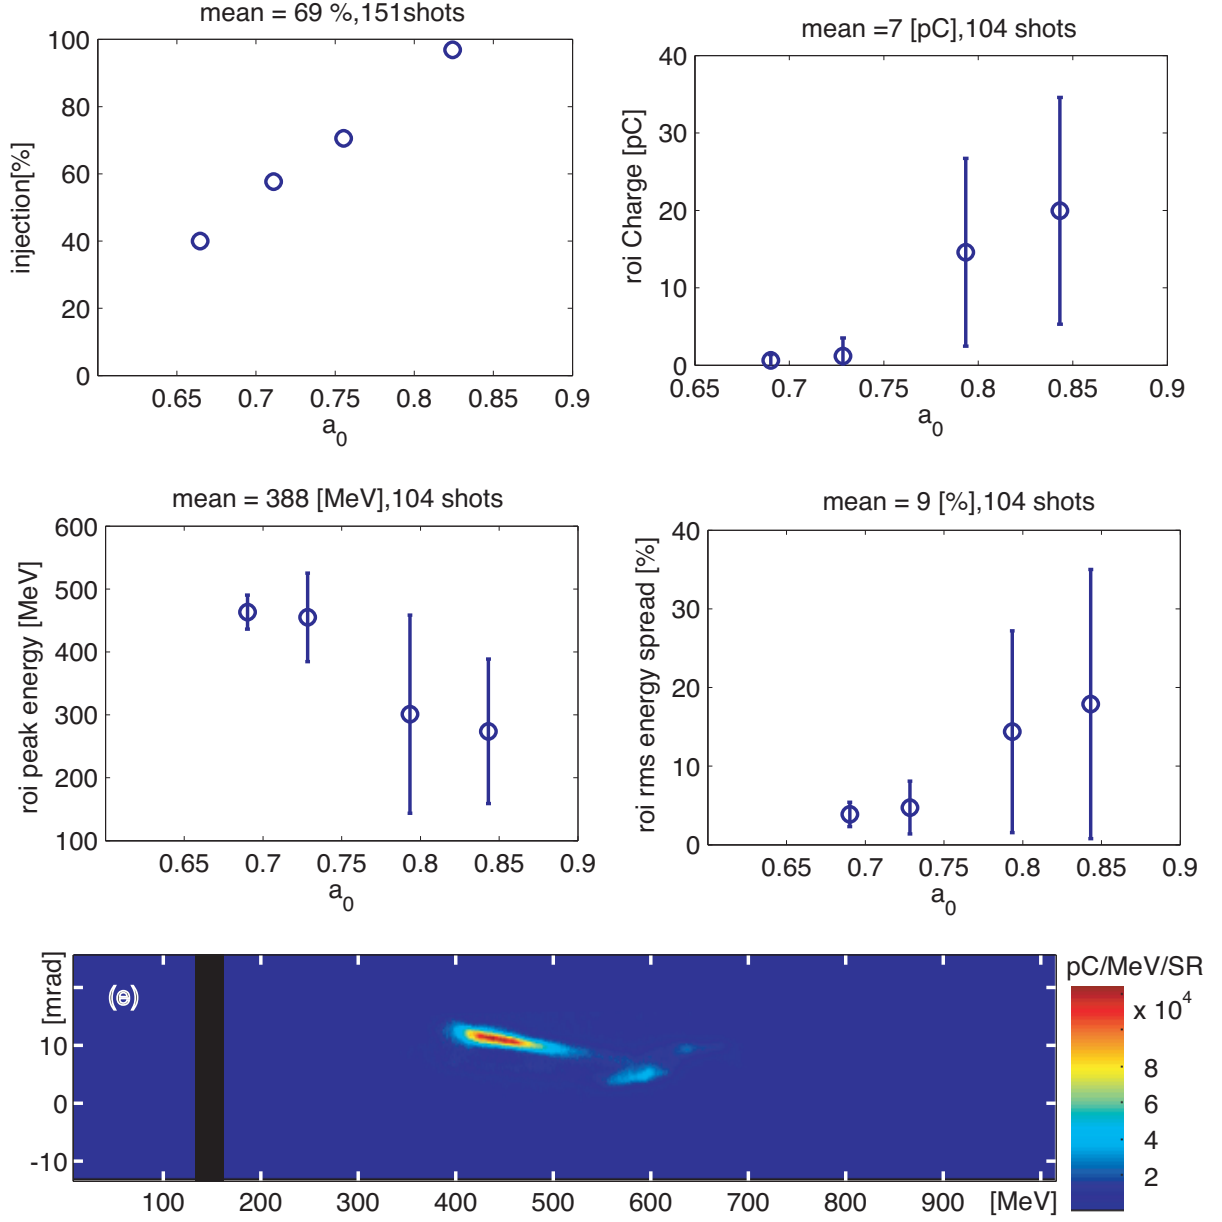 mean = 69 %,151shots
injection[%]
100
80
60
40
20
0
0.65 0.7 0.75 0.8 0.85 0.9
a0
mean =7 [pC],104 shots
roi Charge [pC]
40
30
20
10
0
0.65 0.7 0.75 0.8 0.85 0.9
a0
mean = 388 [MeV],104 shots
roi peak energy [MeV]
600
500
400
300
200
100
0.65 0.7 0.75 0.8 0.85 0.9
a0
mean = 9 [%],104 shots
roi rms energy spread [%]
40
30
20
10
0
0.65 0.7 0.75 0.8 0.85 0.9
a0
[mrad]
10
0
-10
100 200 300 400 500 600 700 800 900 [MeV]
pC/MeV/SR
x 10^4
8
6
4
2